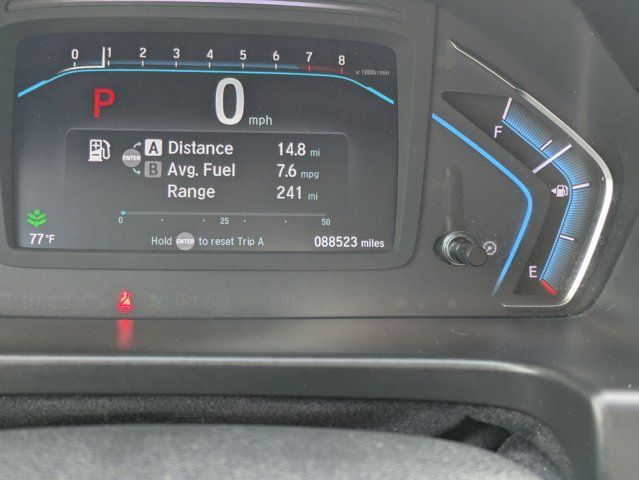 0 1 2 3 4 5 6 7 8
×1000r/min
P 0 mph
F
ENTER A Distance 14.8 mi
B Avg. Fuel 7.6 mpg
Range 241 mi
0 25 50
77°F Hold ENTER to reset Trip A 088523 miles
E